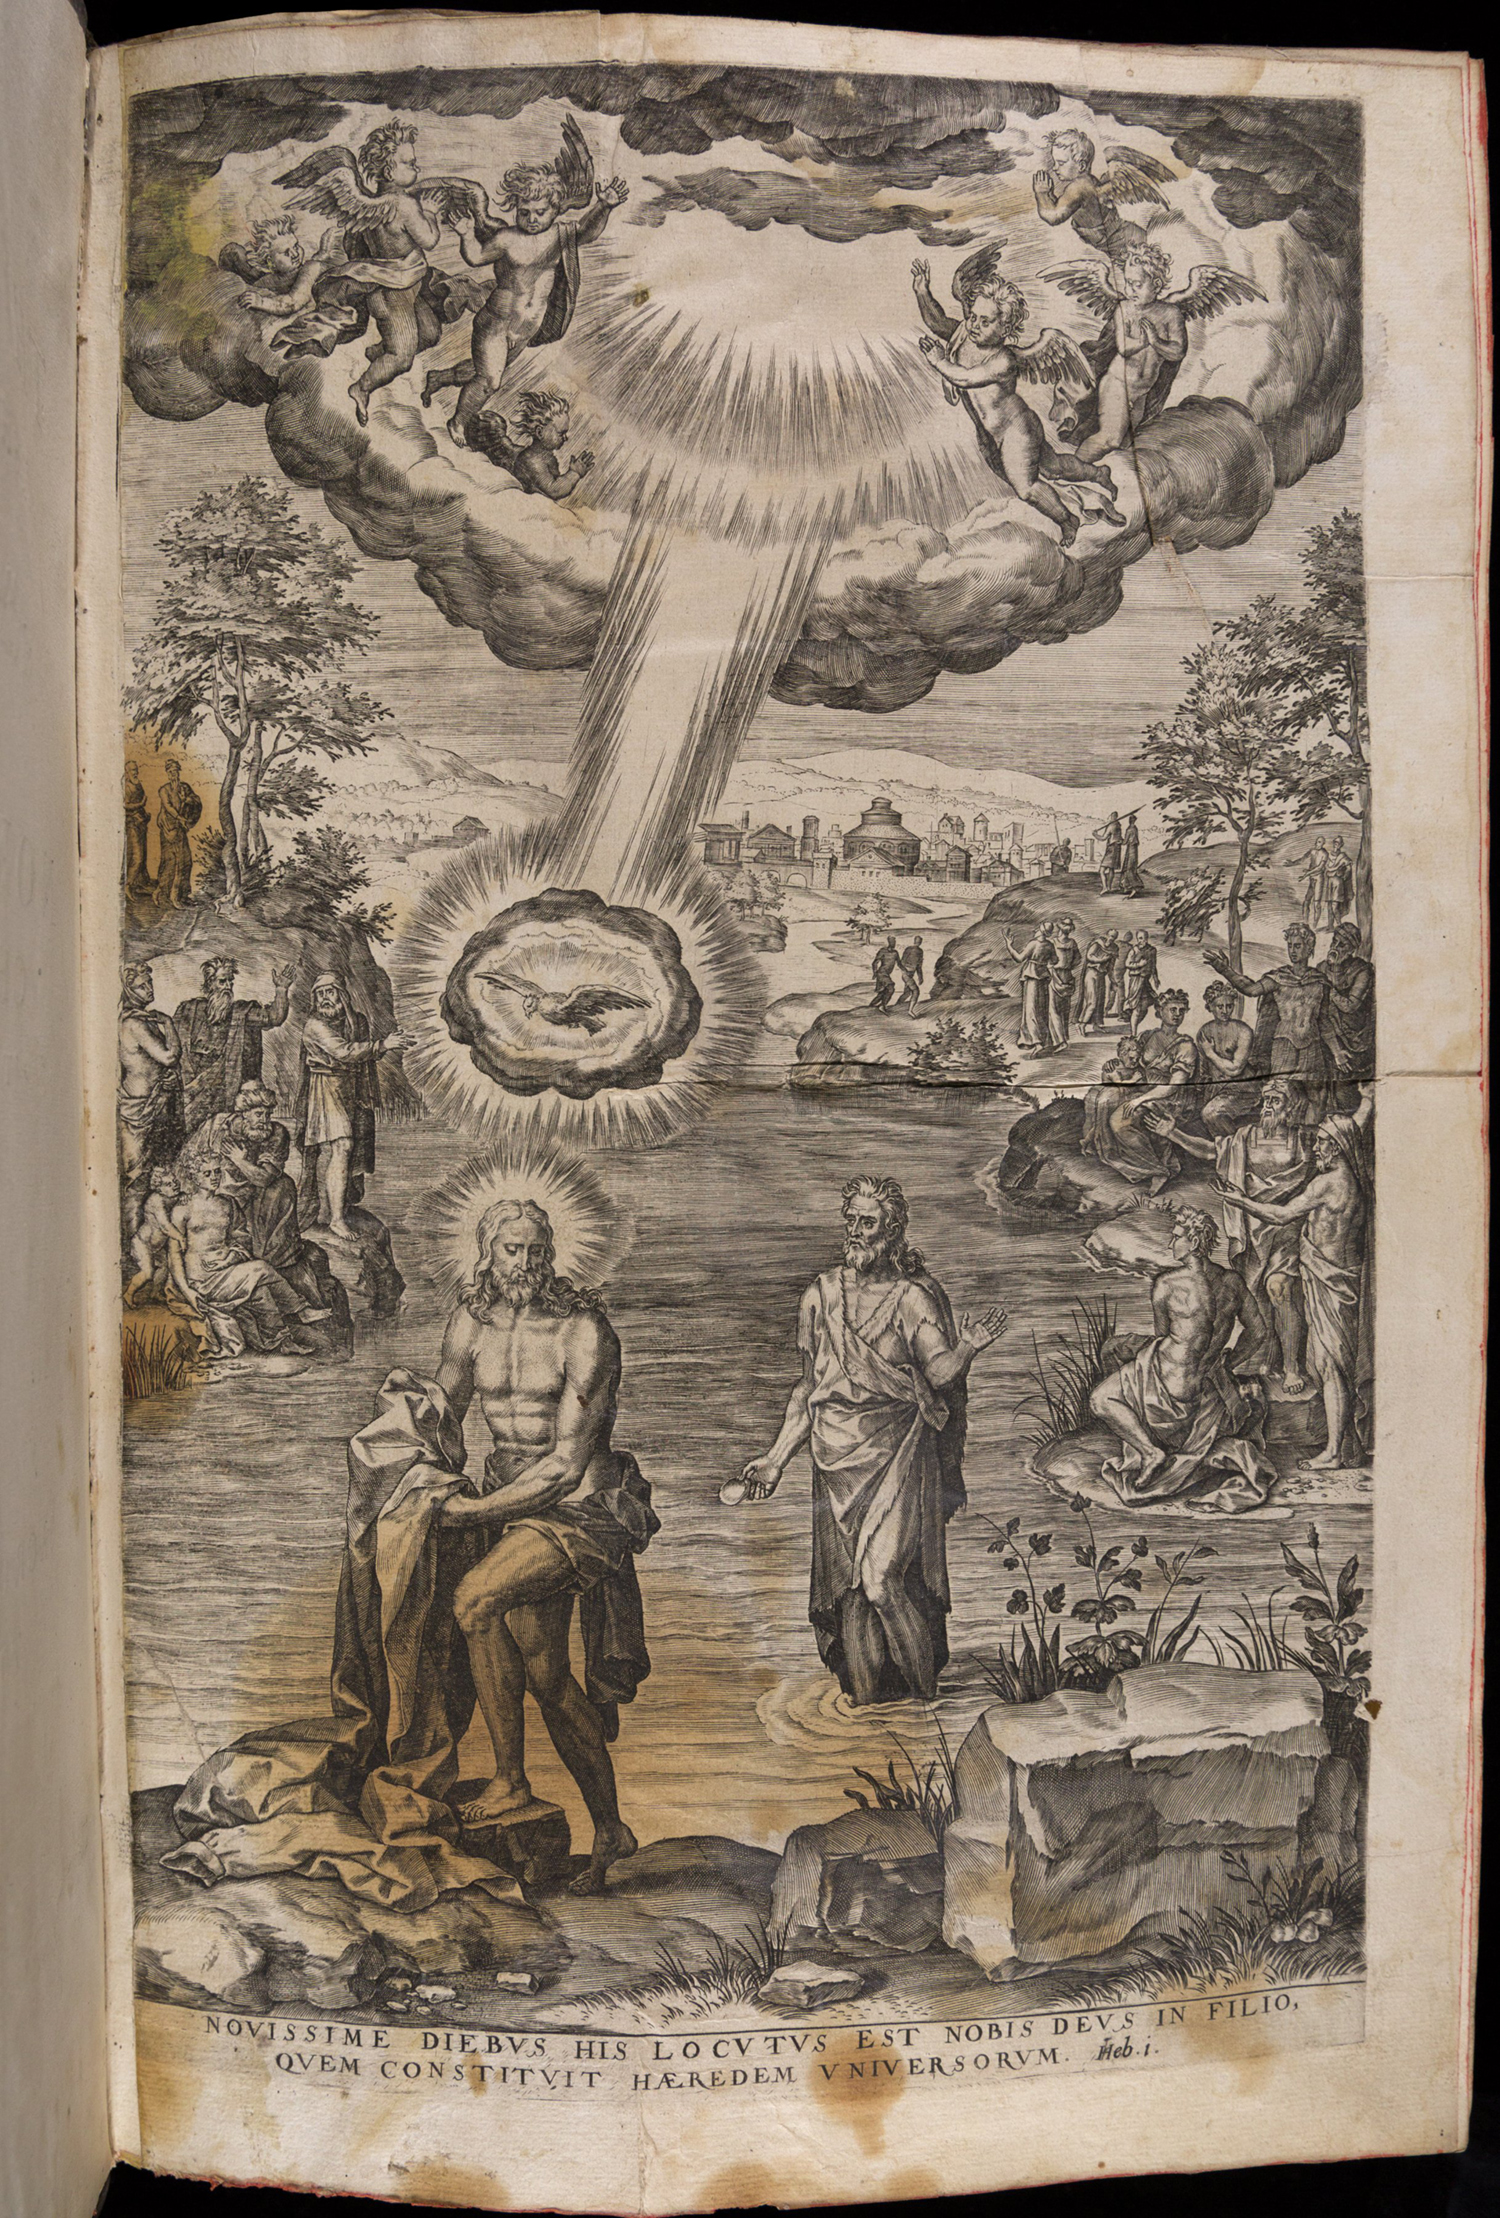 NOVISSIME DIEBVS HIS LOCVTVS EST NOBIS DEVS IN FILIO,
QVEM CONSTITVIT HÆREDEM VNIVERSORVM. Heb. i.